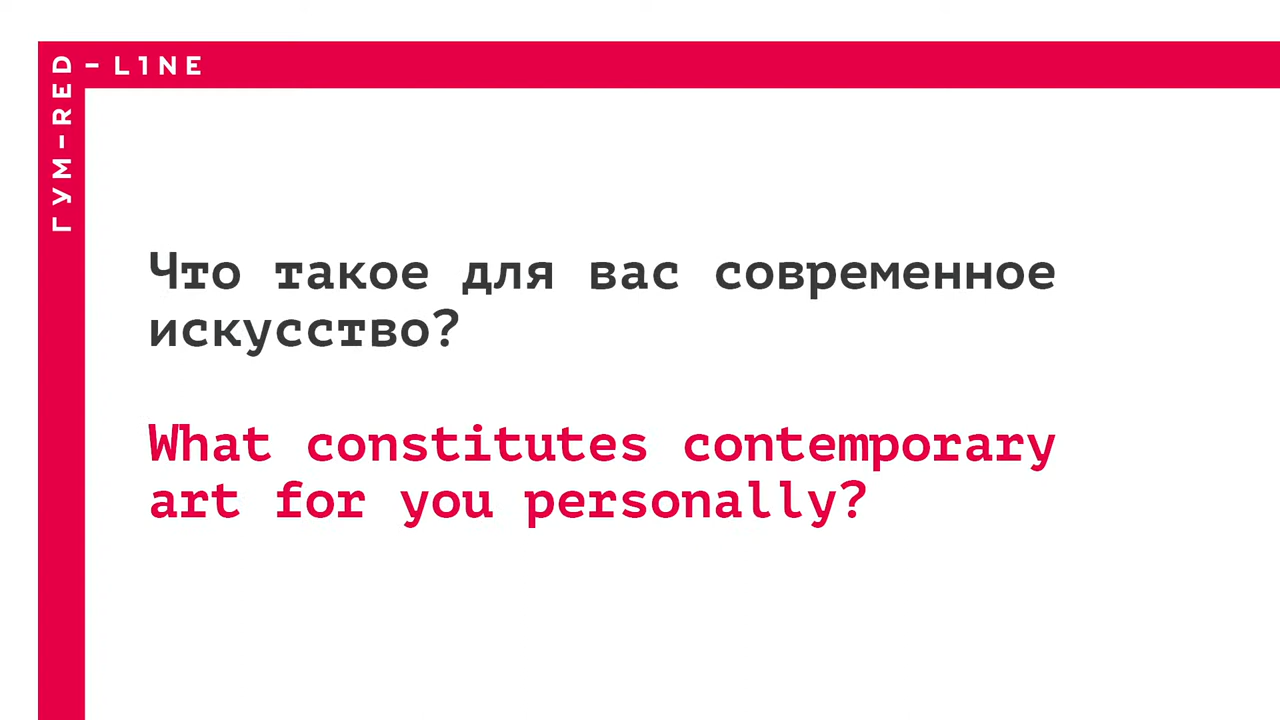 ГУМ-RED-L1NE
Что такое для вас современное
искусство?
What constitutes contemporary
art for you personally?